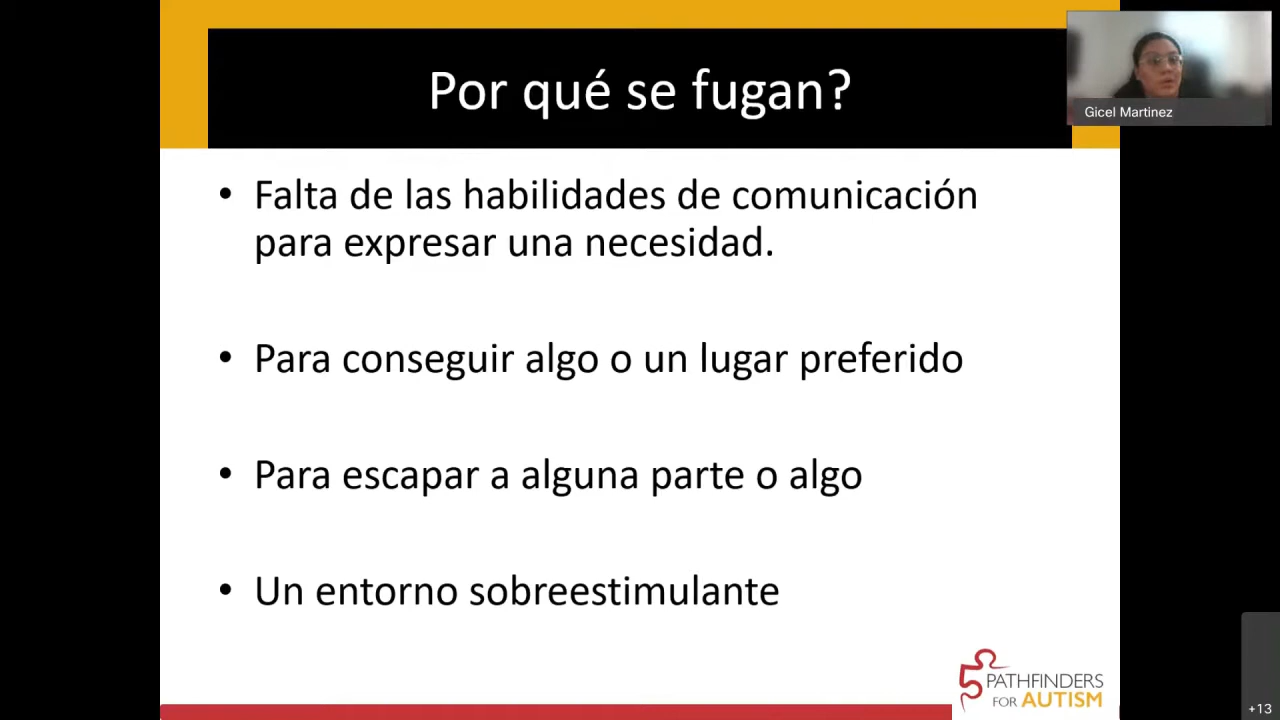 Por qué se fugan?
Gicel Martinez
• Falta de las habilidades de comunicación
para expresar una necesidad.
• Para conseguir algo o un lugar preferido
• Para escapar a alguna parte o algo
• Un entorno sobreestimulante
PATHFINDERS
FOR AUTISM
+13